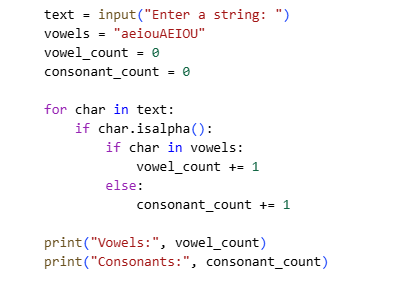 text = input("Enter a string: ")
vowels = "aeiouAEIOU"
vowel_count = 0
consonant_count = 0

for char in text:
    if char.isalpha():
        if char in vowels:
            vowel_count += 1
        else:
            consonant_count += 1

print("Vowels:", vowel_count)
print("Consonants:", consonant_count)